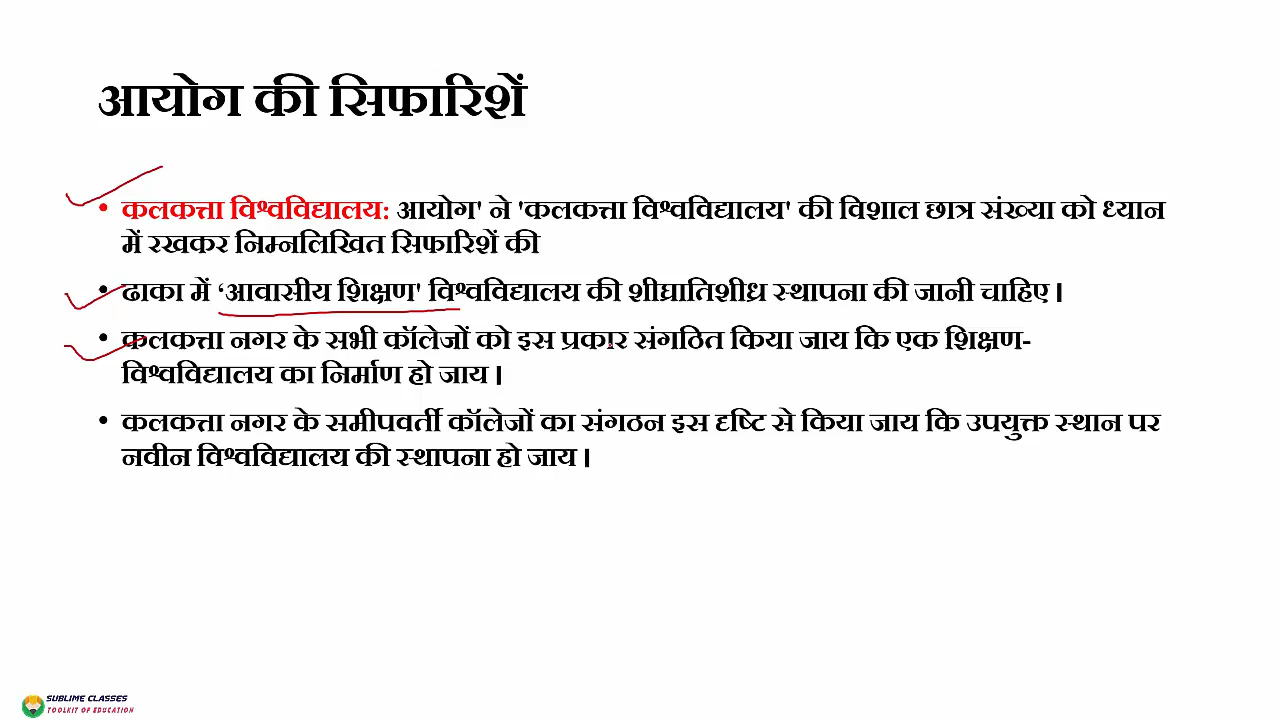 आयोग की सिफारिशें
• कलकत्ता विश्वविद्यालय: आयोग' ने 'कलकत्ता विश्वविद्यालय' की विशाल छात्र संख्या को ध्यान
में रखकर निम्नलिखित सिफारिशें की
• ढाका में ‘आवासीय शिक्षण' विश्वविद्यालय की शीघ्रातिशीघ्र स्थापना की जानी चाहिए।
• कलकत्ता नगर के सभी कॉलेजों को इस प्रकार संगठित किया जाय कि एक शिक्षण-
विश्वविद्यालय का निर्माण हो जाय।
• कलकत्ता नगर के समीपवर्ती कॉलेजों का संगठन इस दृष्टि से किया जाय कि उपयुक्त स्थान पर
नवीन विश्वविद्यालय की स्थापना हो जाय।
SUBLIME CLASSES
TOOLKIT OF EDUCATION